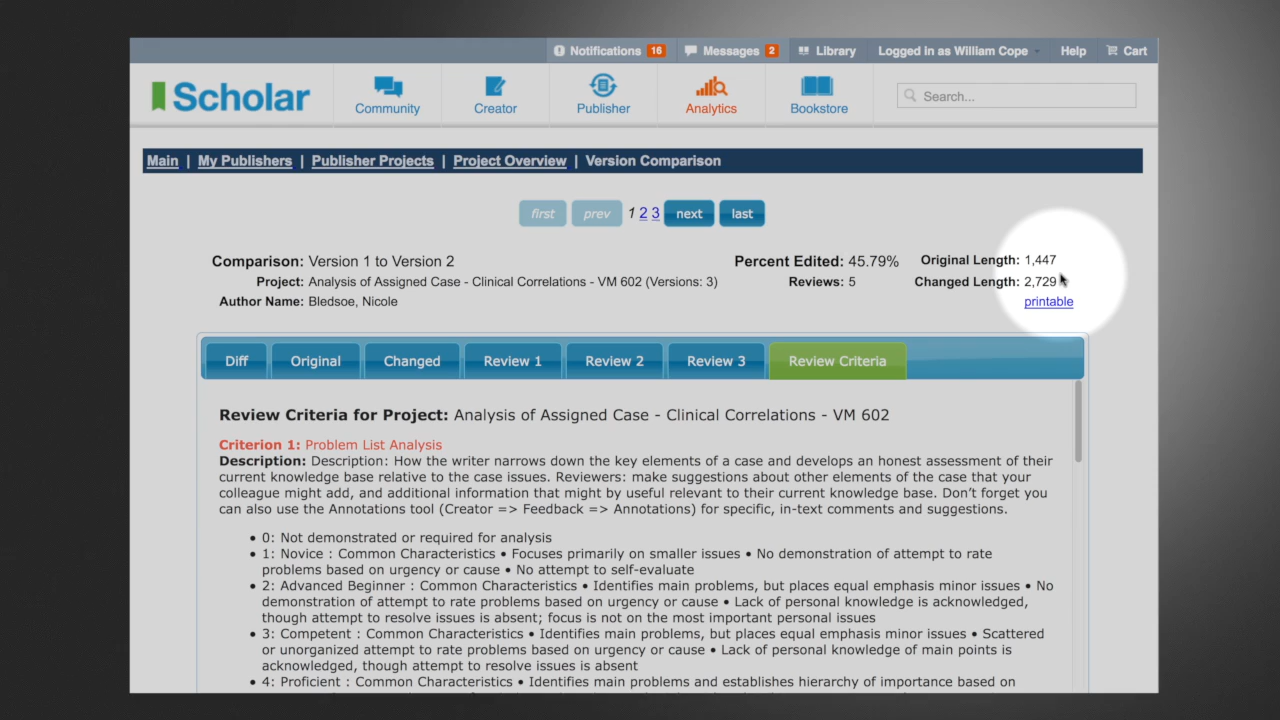 Notifications 16 Messages 2 Library Logged in as William Cope Help Cart
Scholar Community Creator Publisher Analytics Bookstore Search...
Main | My Publishers | Publisher Projects | Project Overview | Version Comparison
first prev 1 2 3 next last
Comparison: Version 1 to Version 2 Percent Edited: 45.79% Original Length: 1,447
Project: Analysis of Assigned Case - Clinical Correlations - VM 602 (Versions: 3) Reviews: 5 Changed Length: 2,729
Author Name: Bledsoe, Nicole printable
Diff Original Changed Review 1 Review 2 Review 3 Review Criteria
Review Criteria for Project: Analysis of Assigned Case - Clinical Correlations - VM 602
Criterion 1: Problem List Analysis
Description: Description: How the writer narrows down the key elements of a case and develops an honest assessment of their
current knowledge base relative to the case issues. Reviewers: make suggestions about other elements of the case that your
colleague might add, and additional information that might by useful relevant to their current knowledge base. Don't forget you
can also use the Annotations tool (Creator => Feedback => Annotations) for specific, in-text comments and suggestions.
• 0: Not demonstrated or required for analysis
• 1: Novice : Common Characteristics • Focuses primarily on smaller issues • No demonstration of attempt to rate
problems based on urgency or cause • No attempt to self-evaluate
• 2: Advanced Beginner : Common Characteristics • Identifies main problems, but places equal emphasis minor issues • No
demonstration of attempt to rate problems based on urgency or cause • Lack of personal knowledge is acknowledged,
though attempt to resolve issues is absent; focus is not on the most important personal issues
• 3: Competent : Common Characteristics • Identifies main problems, but places equal emphasis minor issues • Scattered
or unorganized attempt to rate problems based on urgency or cause • Lack of personal knowledge of main points is
acknowledged, though attempt to resolve issues is absent
• 4: Proficient : Common Characteristics • Identifies main problems and establishes hierarchy of importance based on